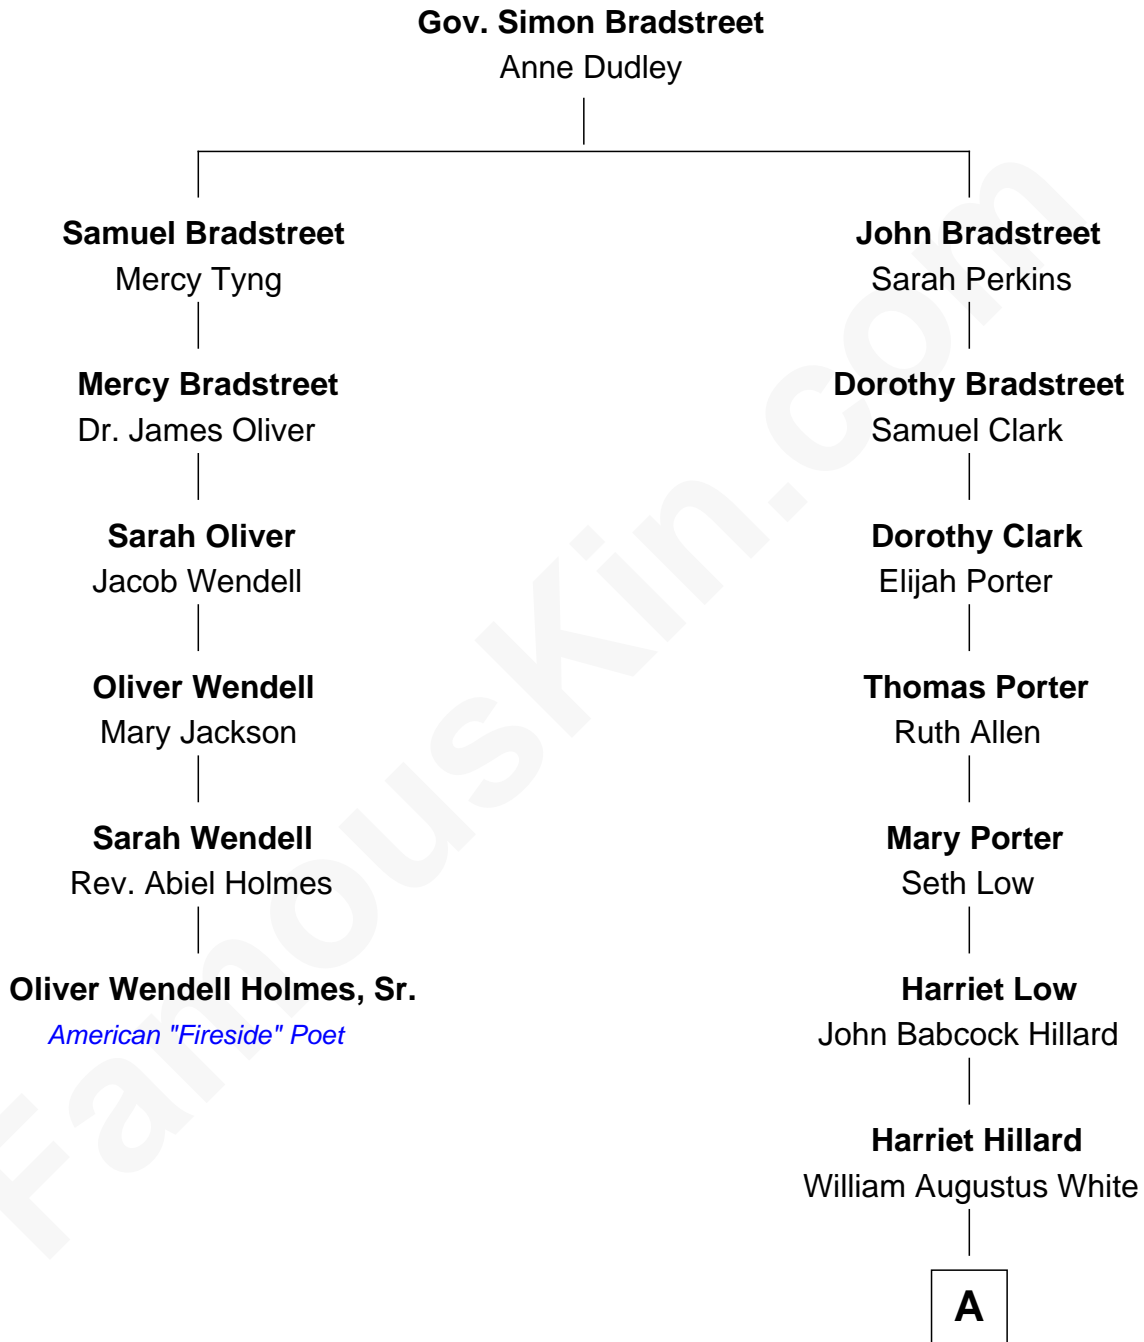 Gov. Simon Bradstreet
Anne Dudley
Samuel Bradstreet
Mercy Tyng
John Bradstreet
Sarah Perkins
Mercy Bradstreet
Dr. James Oliver
Dorothy Bradstreet
Samuel Clark
Sarah Oliver
Jacob Wendell
Dorothy Clark
Elijah Porter
Oliver Wendell
Mary Jackson
Thomas Porter
Ruth Allen
Sarah Wendell
Rev. Abiel Holmes
Mary Porter
Seth Low
Oliver Wendell Holmes, Sr.
American "Fireside" Poet
Harriet Low
John Babcock Hillard
Harriet Hillard
William Augustus White
A
FamousKin.com